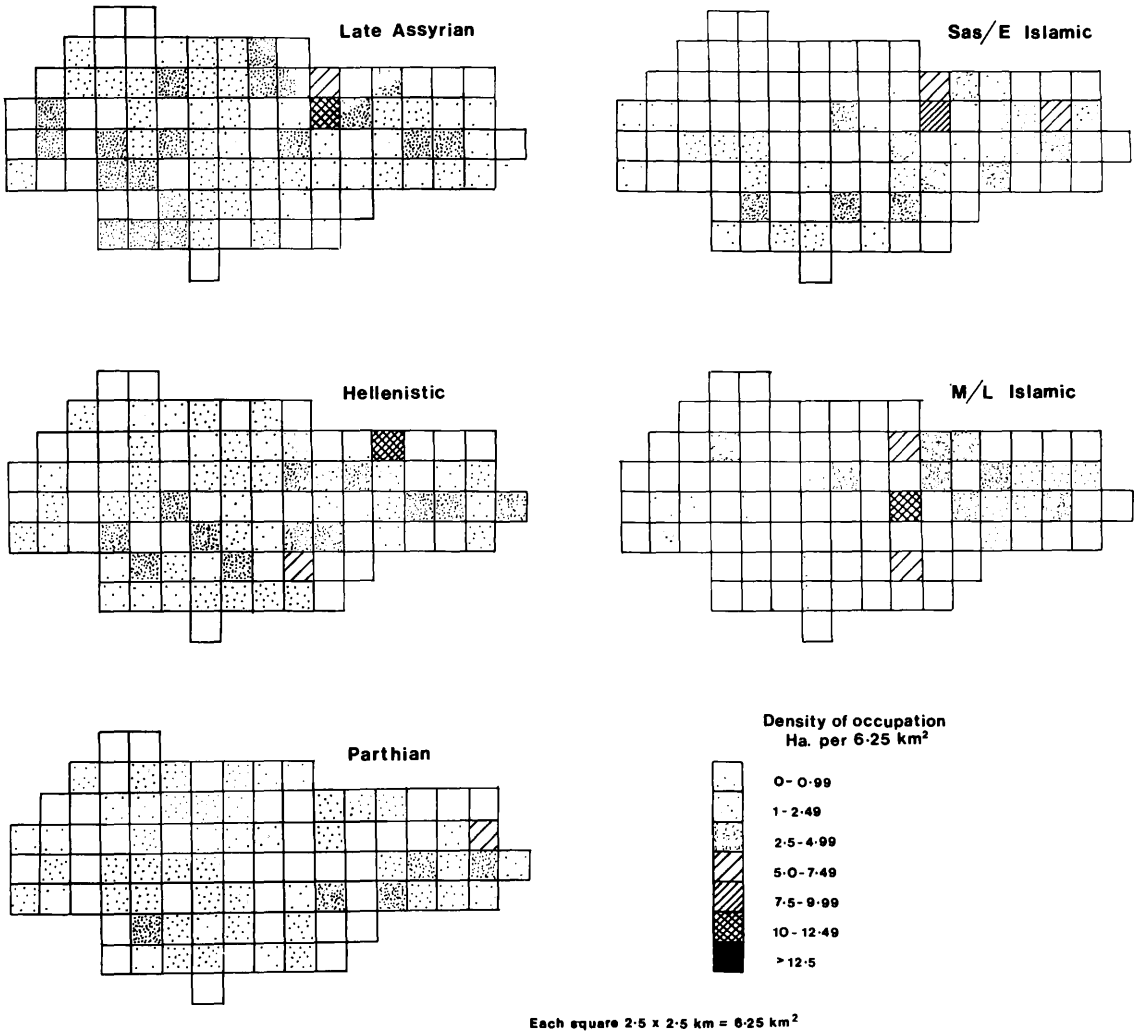 Late Assyrian
Sas/E Islamic
Hellenistic
M/L Islamic
Parthian
Density of occupation
Ha. per 6·25 km²
0-0·99
1-2·49
2·5-4·99
5·0-7·49
7·5-9·99
10-12·49
>12·5
Each square 2·5 x 2·5 km = 6·25 km²